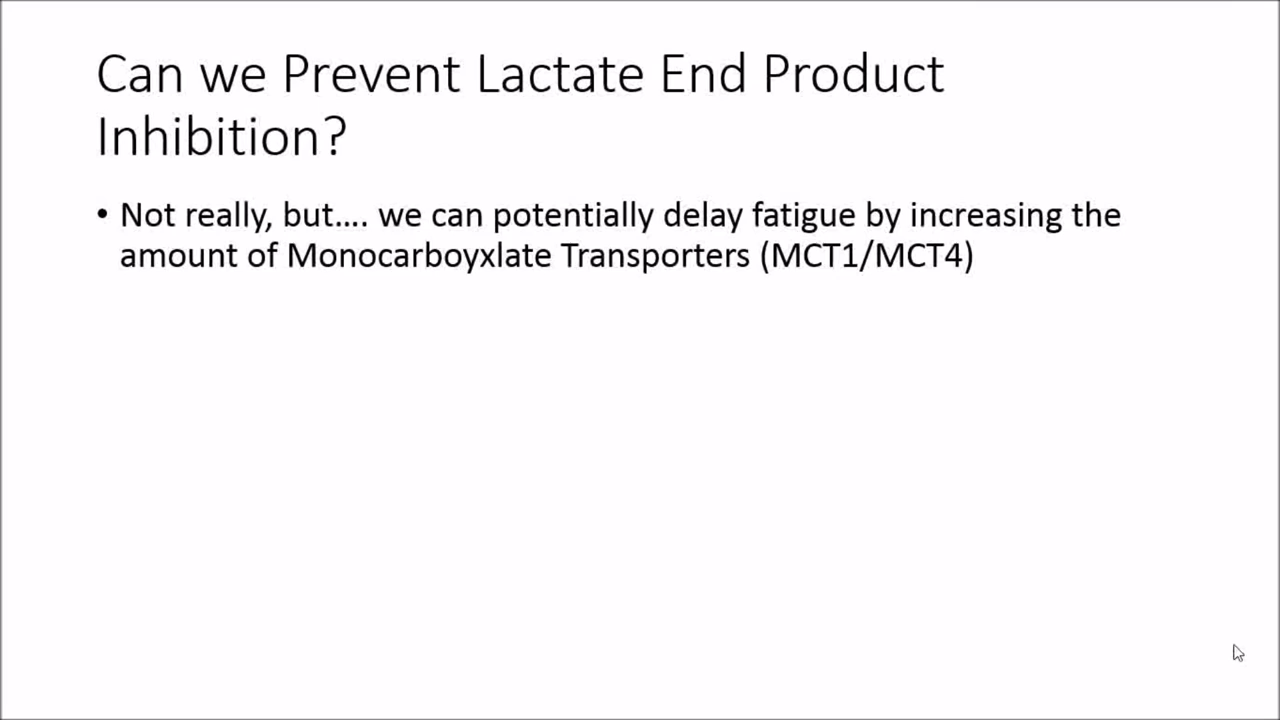 Can we Prevent Lactate End Product
Inhibition?
• Not really, but…. we can potentially delay fatigue by increasing the
amount of Monocarboyxlate Transporters (MCT1/MCT4)